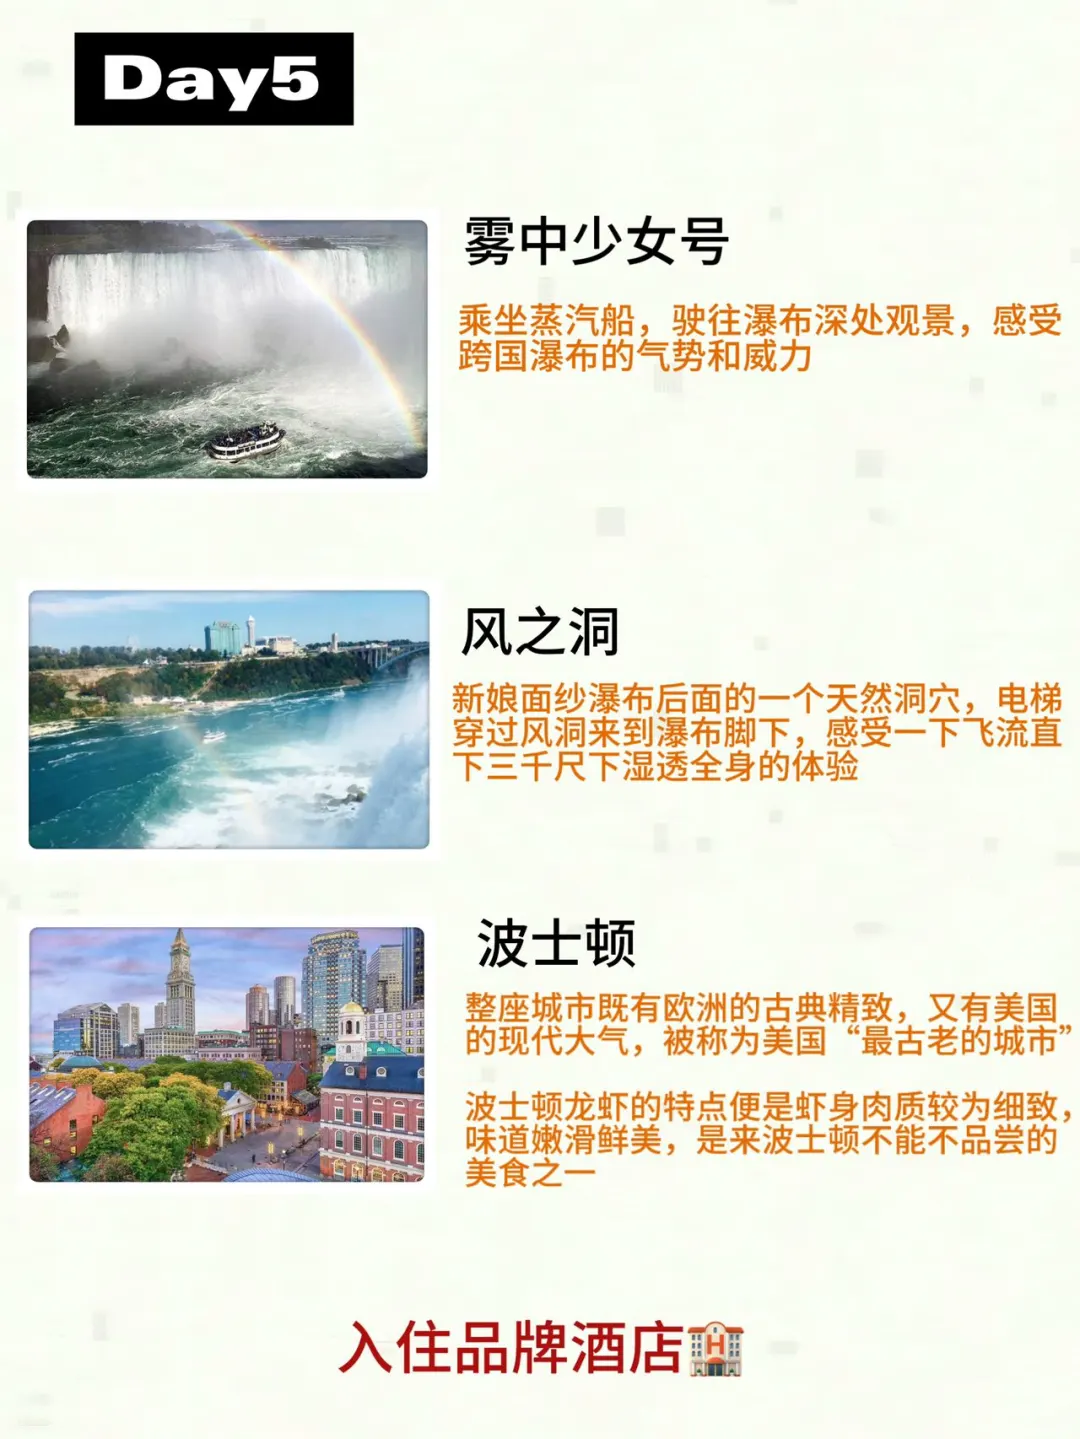 Day5
雾中少女号
乘坐蒸汽船，驶往瀑布深处观景，感受
跨国瀑布的气势和威力
风之洞
新娘面纱瀑布后面的一个天然洞穴，电梯
穿过风洞来到瀑布脚下，感受一下飞流直
下三千尺下湿透全身的体验
波士顿
整座城市既有欧洲的古典精致，又有美国
的现代大气，被称为美国“最古老的城市”
波士顿龙虾的特点便是虾身肉质较为细致，
味道嫩滑鲜美，是来波士顿不能不品尝的
美食之一
入住品牌酒店🏨